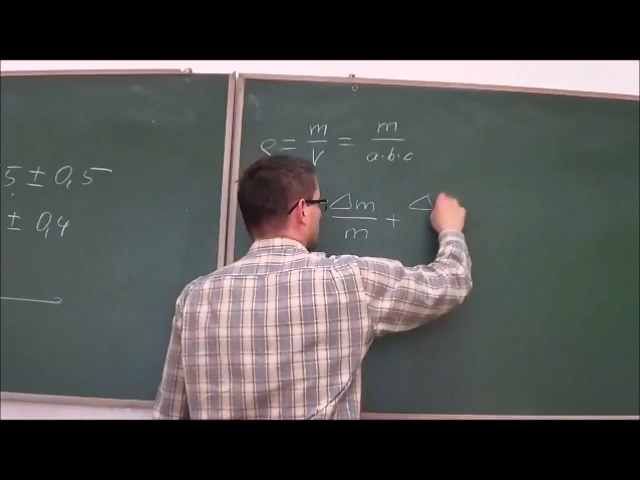 5 ± 0,5
± 0,4
ρ = m/V = m/a·b·c
Δm/m + Δ